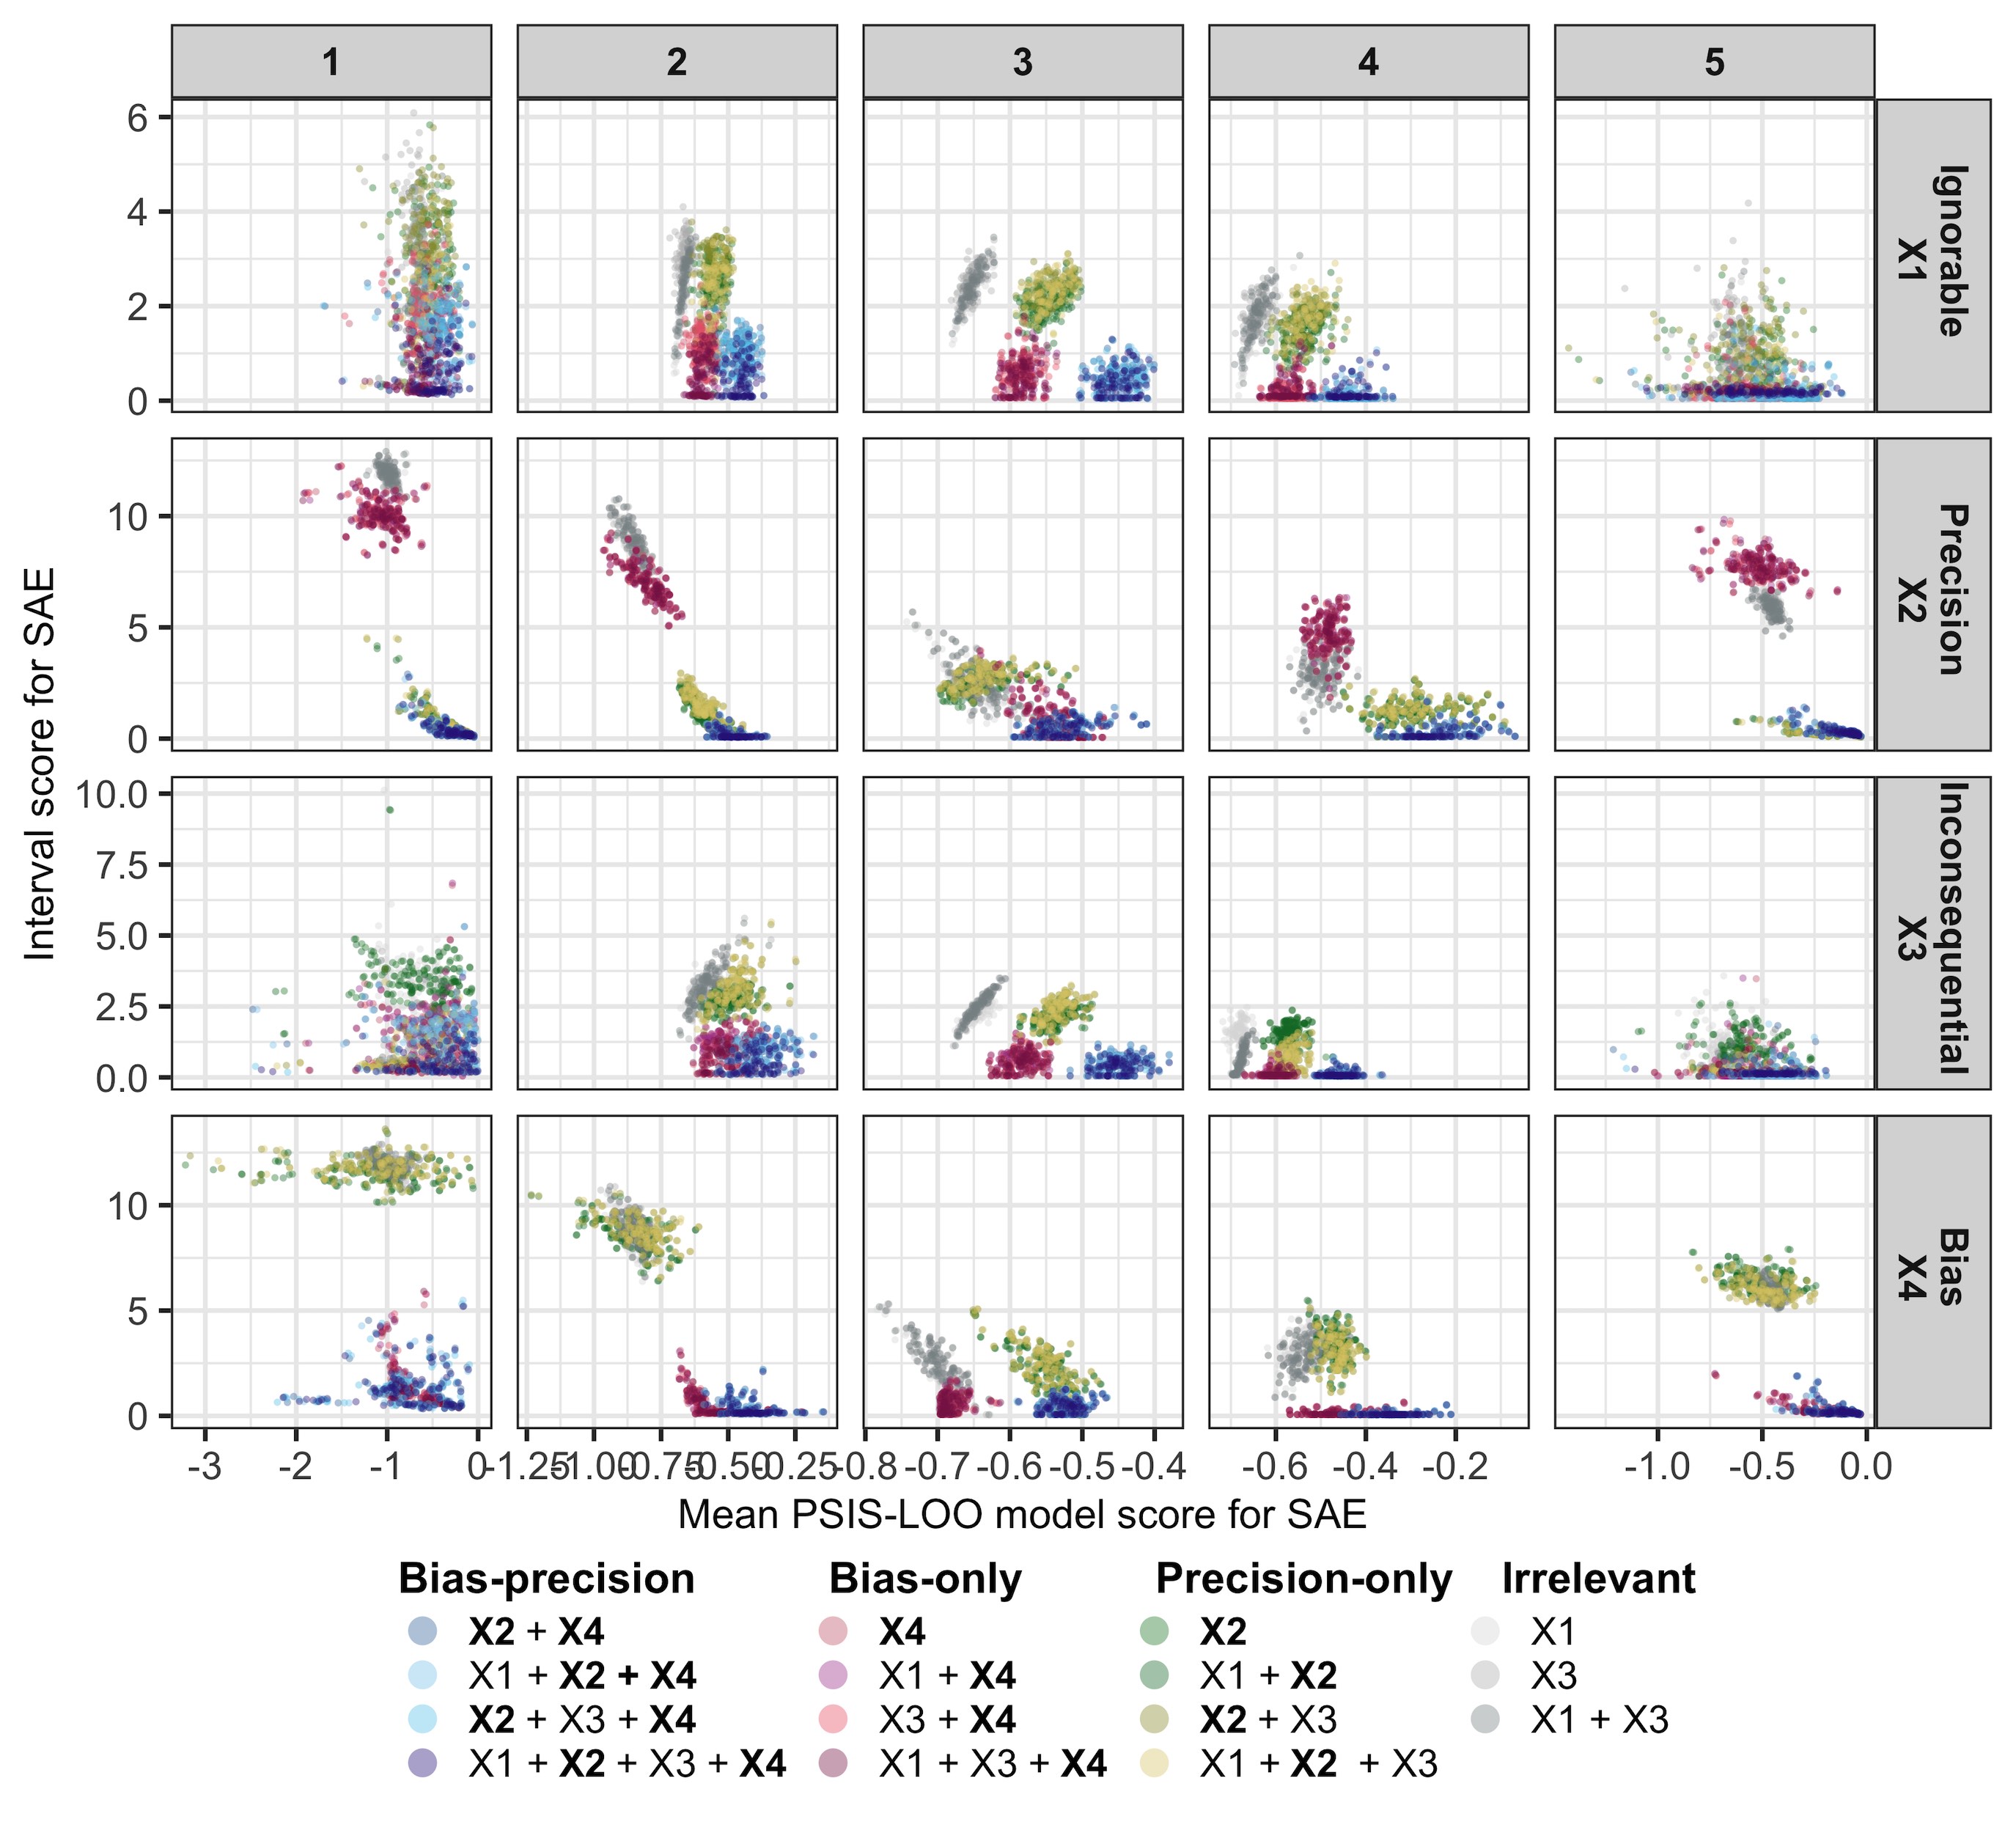 1 2 3 4 5
6
4
2
0
Ignorable
X1
10
5
0
Precision
X2
10.0
7.5
5.0
2.5
0.0
Inconsequential
X3
10
5
0
Bias
X4
Interval score for SAE
-3 -2 -1 0 -1.25 -1.00 -0.75 -0.50 -0.25 -0.8 -0.7 -0.6 -0.5 -0.4 -0.6 -0.4 -0.2 -1.0 -0.5 0.0
Mean PSIS-LOO model score for SAE
Bias-precision Bias-only Precision-only Irrelevant
X2 + X4 X4 X2 X1
X1 + X2 + X4 X1 + X4 X1 + X2 X3
X2 + X3 + X4 X3 + X4 X2 + X3 X1 + X3
X1 + X2 + X3 + X4 X1 + X3 + X4 X1 + X2 + X3